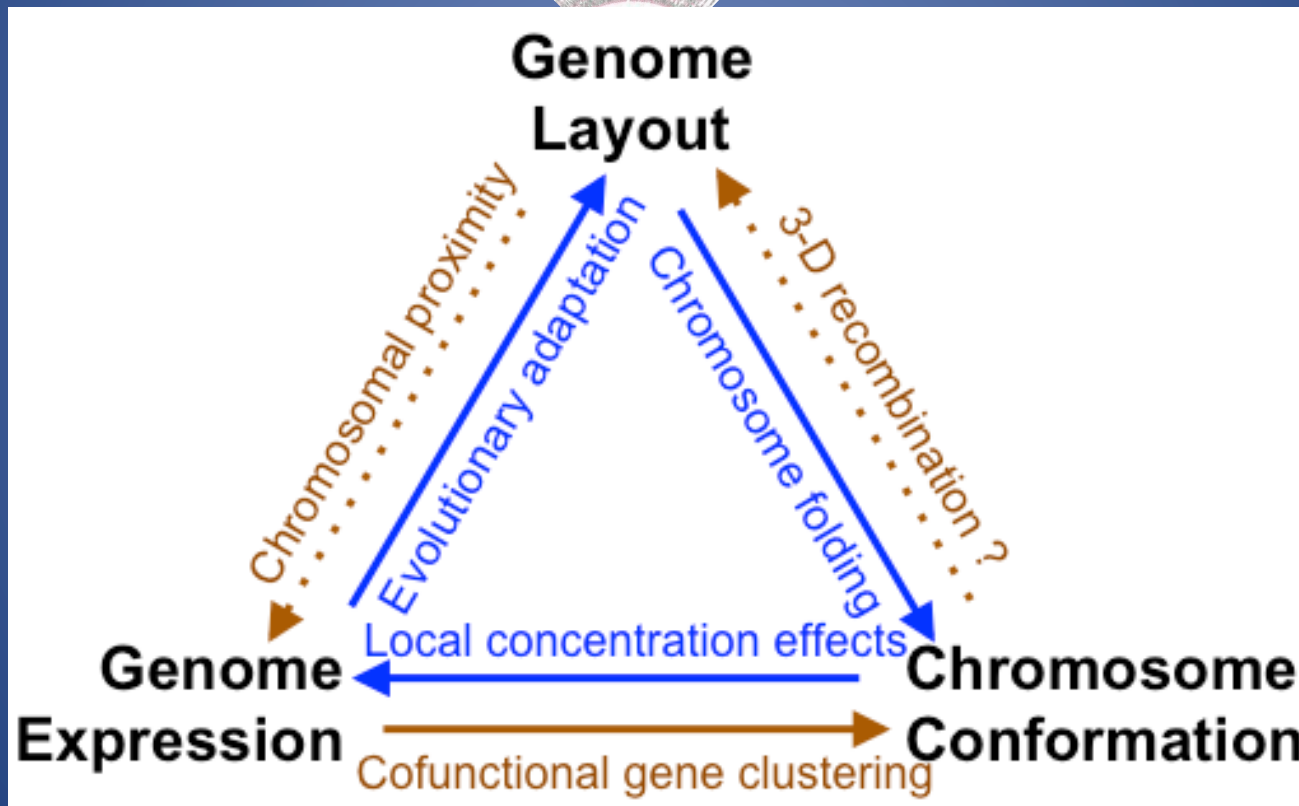 Genome
Layout
Chromosomal proximity
Evolutionary adaptation
Chromosome folding
3-D recombination ?
Local concentration effects
Genome
Expression
Chromosome
Conformation
Cofunctional gene clustering